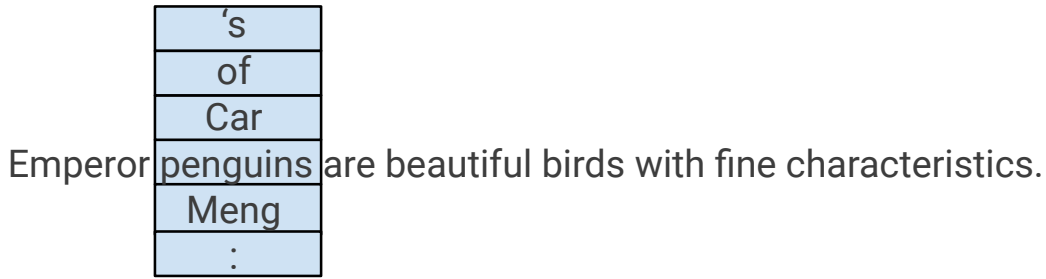 ‘s
of
Car
Emperor penguins are beautiful birds with fine characteristics.
Meng
: